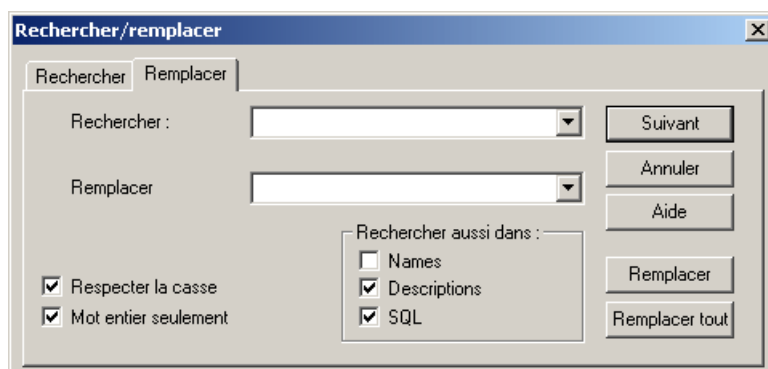 Rechercher/remplacer
Rechercher Remplacer
Rechercher :
Suivant
Annuler
Remplacer
Aide
Rechercher aussi dans :
Names
Respecter la casse
Descriptions
Remplacer
Mot entier seulement
SQL
Remplacer tout